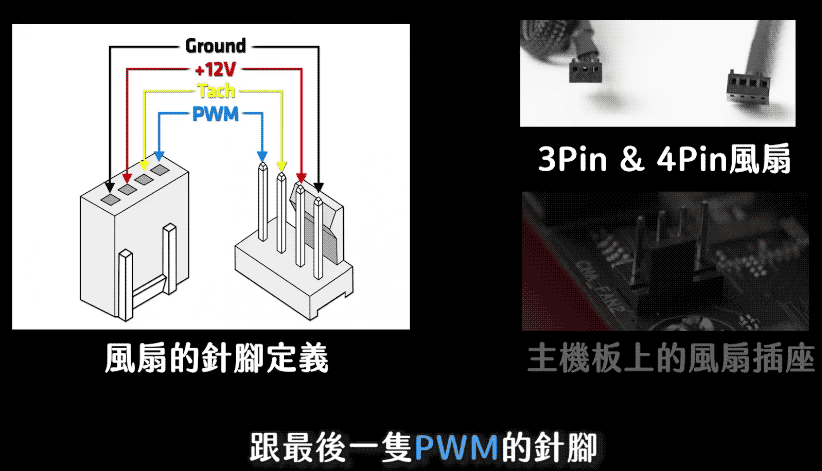 Ground
+12V
Tach
PWM
風扇的針腳定義
3Pin & 4Pin風扇
CHA_FAN2
主機板上的風扇插座
跟最後一隻PWM的針腳